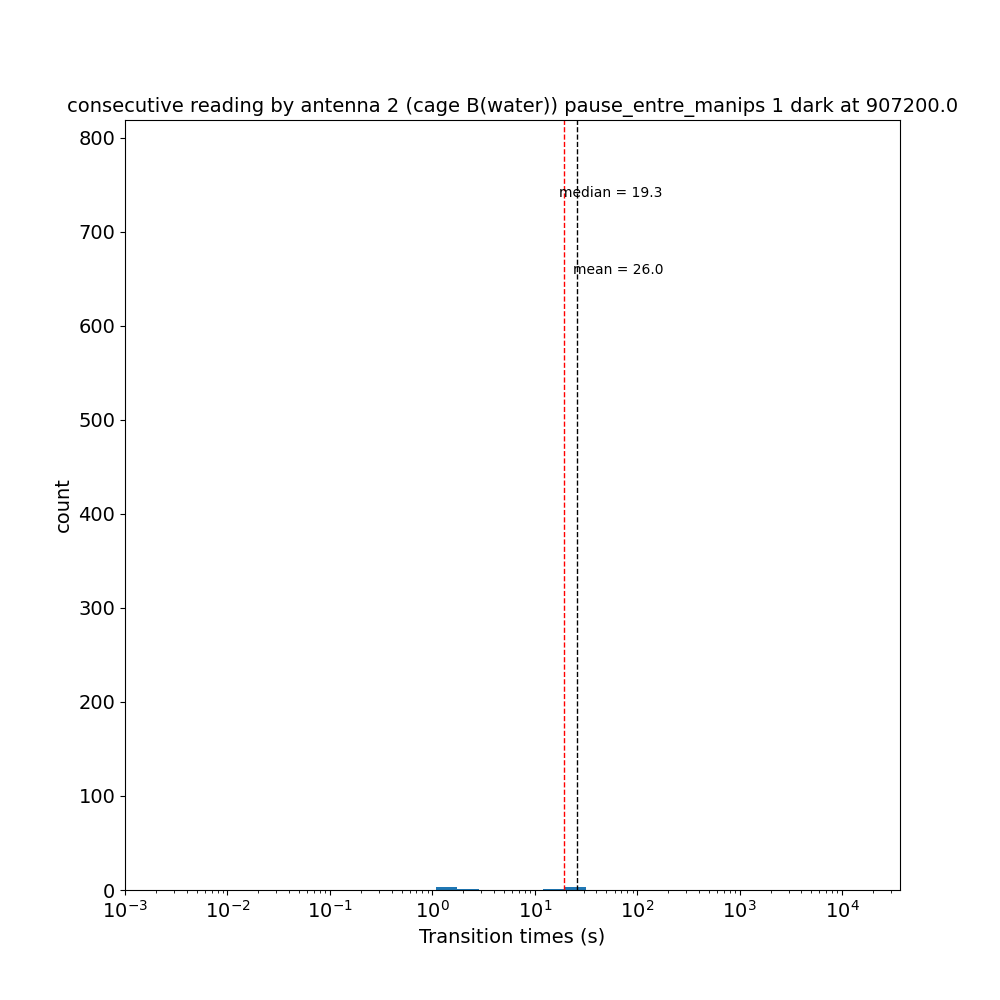 consecutive reading by antenna 2 (cage B(water)) pause_entre_manips 1 dark at 907200.0
800
median = 19.3
700
mean = 26.0
600
500
count
400
300
200
100
0
10⁻³ 10⁻² 10⁻¹ 10⁰ 10¹ 10² 10³ 10⁴
Transition times (s)